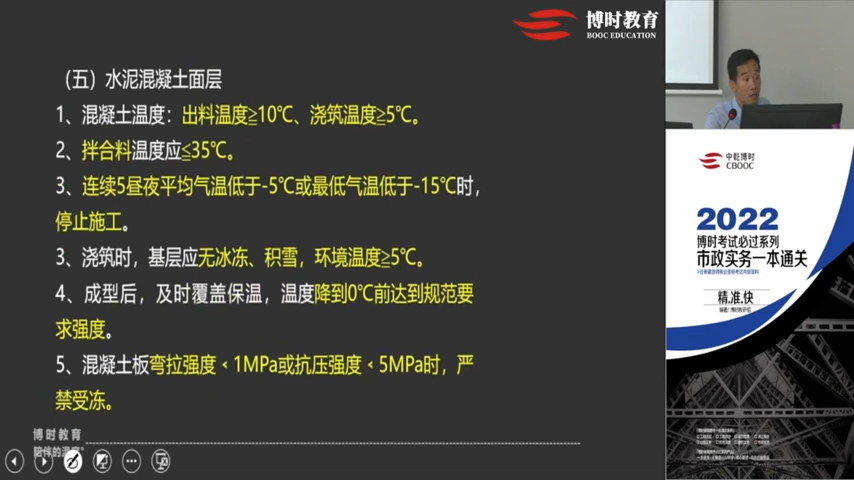 博时教育
BOOC EDUCATION
（五）水泥混凝土面层
1、混凝土温度：出料温度≧10℃、浇筑温度≧5℃。
2、拌合料温度应≦35℃。
3、连续5昼夜平均气温低于-5℃或最低气温低于-15℃时，
停止施工。
3、浇筑时，基层应无冰冻、积雪，环境温度≧5℃。
4、成型后，及时覆盖保温，温度降到0℃前达到规范要
求强度。
5、混凝土板弯拉强度﹤1MPa或抗压强度﹤5MPa时，严
禁受冻。
博时教育
陪伴的温度
中乾博时
CBOOC
2022
博时考试必过系列
市政实务一本通关
精.准.快